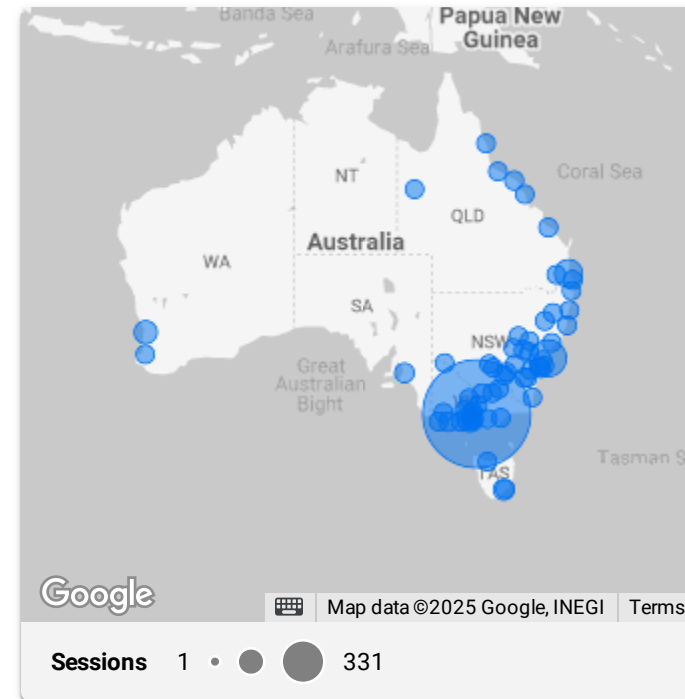 Banda Sea
Papua New
Guinea
Arafura Sea
Coral Sea
NT
QLD
Australia
WA
SA
NSW
Great
Australian
Bight
Tasman S
TAS
Google
Map data ©2025 Google, INEGI
Terms
Sessions 1 331